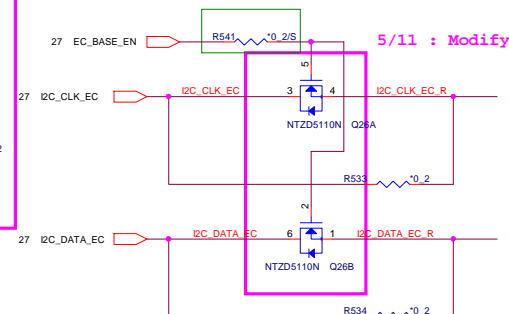 R541 *0_2/S
27 EC_BASE_EN
5/11 : Modify
5
27 I2C_CLK_EC I2C_CLK_EC 3 4 I2C_CLK_EC_R
NTZD5110N Q26A
2
R533 *0_2
2
27 I2C_DATA_EC I2C_DATA_EC 6 1 I2C_DATA_EC_R
NTZD5110N Q26B
R534 *0_2